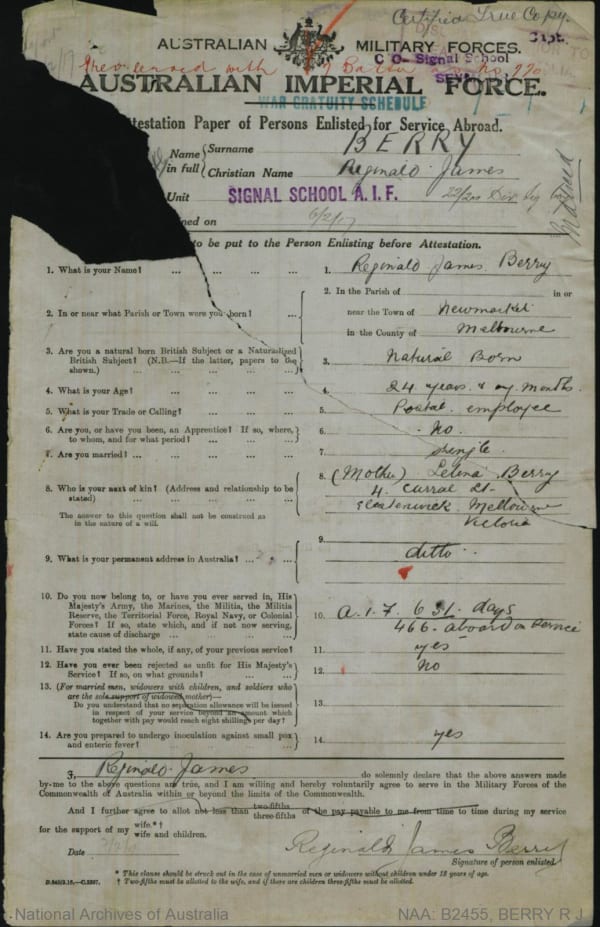 Certified True Copy.
AUSTRALIAN MILITARY FORCES.
Capt.
C O Signal School
with
AUSTRALIAN IMPERIAL FORCE.
WAR GRATUITY SCHEDULE
Attestation Paper of Persons Enlisted for Service Abroad.
Name in full { Surname BERRY
Christian Name Reginald James
Unit SIGNAL SCHOOL A.I.F.
ined on 6/2/17
to be put to the Person Enlisting before Attestation.
1. What is your Name? ... ... ... ... 1. Reginald James Berry
2. In or near what Parish or Town were you born? ... 2. In the Parish of in or
near the Town of Newmarket
in the County of Melbourne
3. Are you a natural born British Subject or a Naturalized
British Subject? (N.B.—If the latter, papers to be
shown.) ... ... ... 3. Natural Born
4. What is your Age? ... ... ... ... 4. 24 years & months
5. What is your Trade or Calling? ... ... ... 5. Postal employee
6. Are you, or have you been, an Apprentice? If so, where,
to whom, and for what period? ... ... ... 6. No.
7. Are you married? ... ... ... ... 7. Single
8. Who is your next of kin? (Address and relationship to be
stated) ... ... ... 8. (Mother) Berry
4. St.
Elsternwick Melbourne
Victoria
The answer to this question shall not be construed as
in the nature of a will.
9. What is your permanent address in Australia? ... 9. ditto
10. Do you now belong to, or have you ever served in, His
Majesty's Army, the Marines, the Militia, the Militia
Reserve, the Territorial Force, Royal Navy, or Colonial
Forces? If so, state which, and if not now serving,
state cause of discharge ... ... ... 10. A.I.F. 631 days
466 aboard on service
11. Have you stated the whole, if any, of your previous service? 11. yes
12. Have you ever been rejected as unfit for His Majesty's
Service? If so, on what grounds? ... ... 12. No
13. (For married men, widowers with children, and soldiers who
are the sole support of widowed mother)—
Do you understand that no separation allowance will be issued
in respect of your service beyond an amount which
together with pay would reach eight shillings per day? 13.
14. Are you prepared to undergo inoculation against small pox
and enteric fever? ... ... ... 14. yes
I, Reginald James do solemnly declare that the above answers made
by me to the above questions are true, and I am willing and hereby voluntarily agree to serve in the Military Forces of the
Commonwealth of Australia within or beyond the limits of the Commonwealth.
And I further agree to allot not less than two-fifths three-fifths of the pay payable to me from time to time during my service
for the support of my wife.*† wife and children.
Date
Reginald James Berry
Signature of person enlisted.
* This clause should be struck out in the case of unmarried men or widowers without children under 18 years of age.
† Two-fifths must be allotted to the wife, and if there are children three-fifths must be allotted.
National Archives of Australia NAA: B2455, BERRY R J